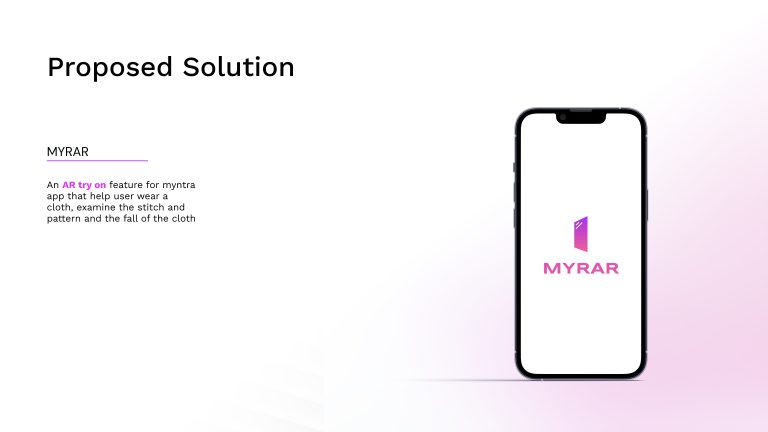 Proposed Solution
MYRAR
An AR try on feature for myntra
app that help user wear a
cloth, examine the stitch and
pattern and the fall of the cloth
MYRAR